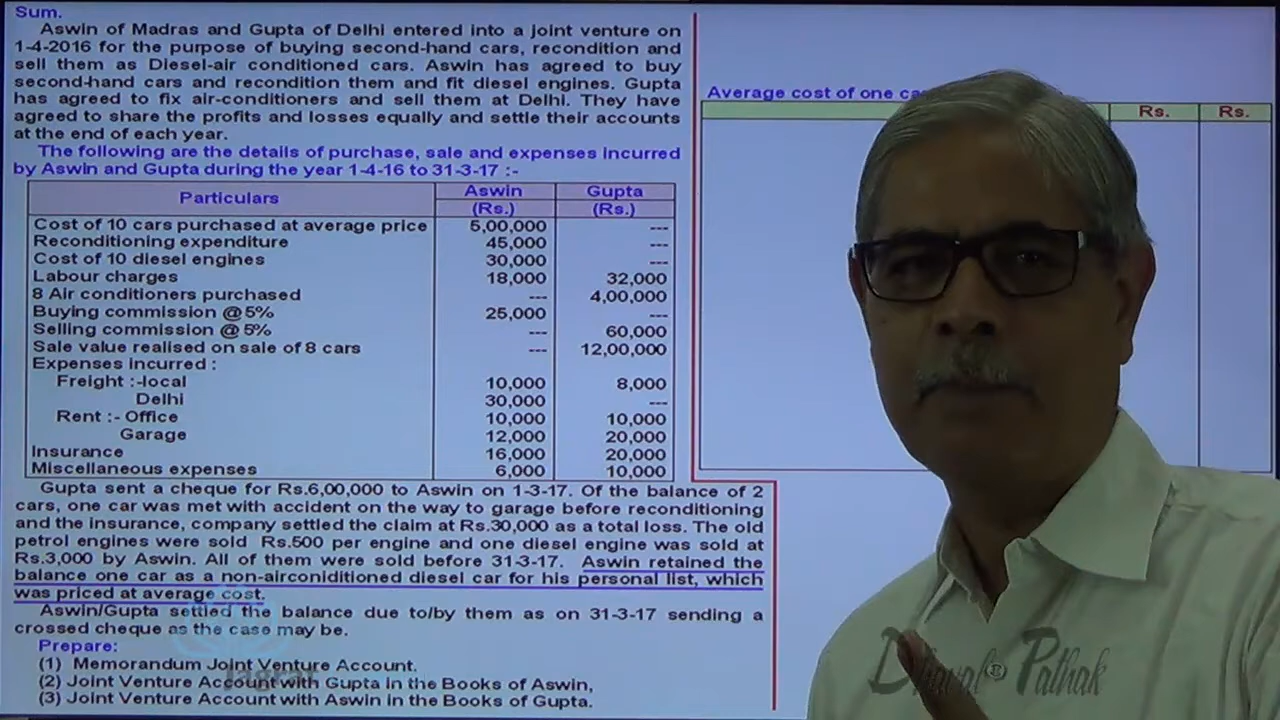 Sum.
Aswin of Madras and Gupta of Delhi entered into a joint venture on
1-4-2016 for the purpose of buying second-hand cars, recondition and
sell them as Diesel-air conditioned cars. Aswin has agreed to buy
second-hand cars and recondition them and fit diesel engines. Gupta
has agreed to fix air-conditioners and sell them at Delhi. They have
agreed to share the profits and losses equally and settle their accounts
at the end of each year.
The following are the details of purchase, sale and expenses incurred
by Aswin and Gupta during the year 1-4-16 to 31-3-17 :-
Particulars Aswin (Rs.) Gupta (Rs.)
Cost of 10 cars purchased at average price 5,00,000 ---
Reconditioning expenditure 45,000 ---
Cost of 10 diesel engines 30,000 ---
Labour charges 18,000 32,000
8 Air conditioners purchased --- 4,00,000
Buying commission @ 5% 25,000 ---
Selling commission @ 5% --- 60,000
Sale value realised on sale of 8 cars --- 12,00,000
Expenses incurred :
Freight :-local 10,000 8,000
Delhi 30,000 ---
Rent :- Office 10,000 10,000
Garage 12,000 20,000
Insurance 16,000 20,000
Miscellaneous expenses 6,000 10,000
Gupta sent a cheque for Rs.6,00,000 to Aswin on 1-3-17. Of the balance of 2
cars, one car was met with accident on the way to garage before reconditioning
and the insurance, company settled the claim at Rs.30,000 as a total loss. The old
petrol engines were sold Rs.500 per engine and one diesel engine was sold at
Rs.3,000 by Aswin. All of them were sold before 31-3-17. Aswin retained the
balance one car as a non-airconiditioned diesel car for his personal list, which
was priced at average cost.
Aswin/Gupta settled the balance due to/by them as on 31-3-17 sending a
crossed cheque as the case may be.
Prepare:
(1) Memorandum Joint Venture Account.
(2) Joint Venture Account with Gupta in the Books of Aswin,
(3) Joint Venture Account with Aswin in the Books of Gupta.
Average cost of one
Rs. Rs.
Dhaval Pathak